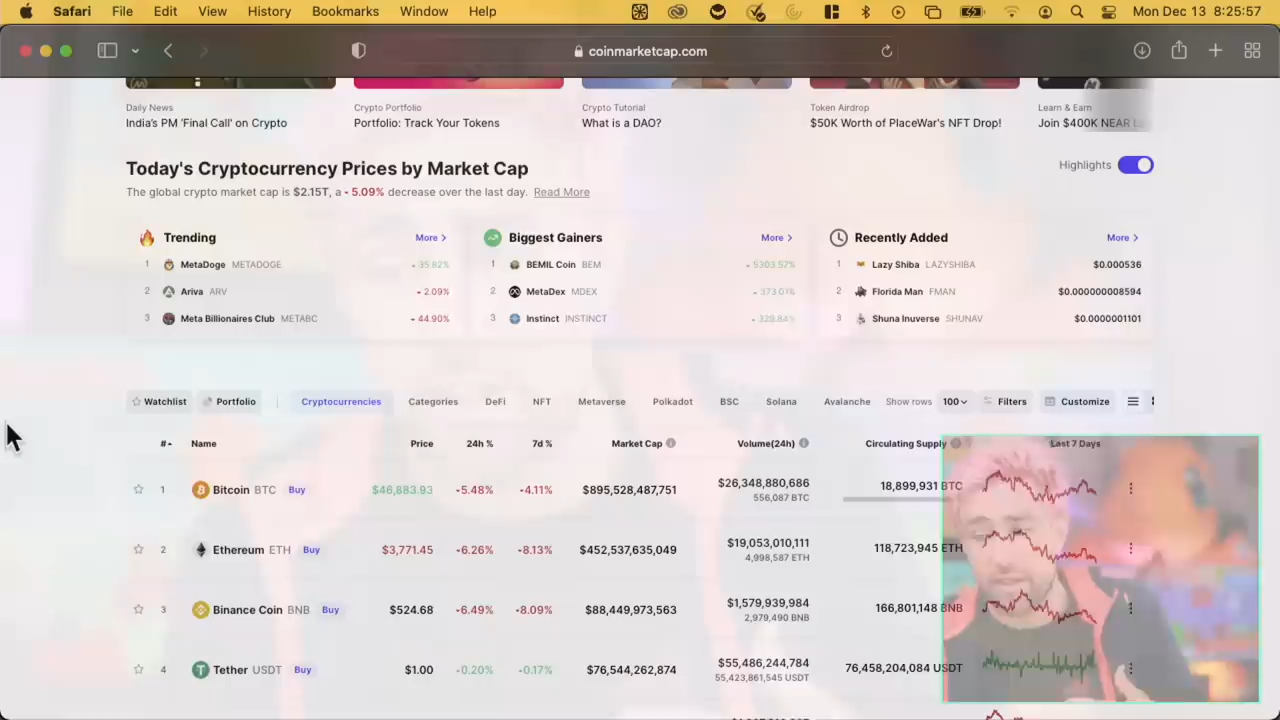 Safari File Edit View History Bookmarks Window Help Mon Dec 13 8:25:57
coinmarketcap.com
Daily News Crypto Portfolio Crypto Tutorial Token Airdrop Learn & Earn
India's PM 'Final Call' on Crypto Portfolio: Track Your Tokens What is a DAO? $50K Worth of PlaceWar's NFT Drop! Join $400K NEAR
Today's Cryptocurrency Prices by Market Cap Highlights
The global crypto market cap is $2.15T, a 5.09% decrease over the last day. Read More
Trending More > Biggest Gainers More > Recently Added More >
1 MetaDoge METADOGE 35.82% 1 BEMIL Coin BEM 5303.57% 1 Lazy Shiba LAZYSHIBA $0.000536
2 Ariva ARV 2.09% 2 MetaDex MDEX 373.01% 2 Florida Man FMAN $0.000000008594
3 Meta Billionaires Club METABC 44.90% 3 Instinct INSTINCT 329.84% 3 Shuna Inuverse SHUNAV $0.0000001101
Watchlist Portfolio Cryptocurrencies Categories DeFi NFT Metaverse Polkadot BSC Solana Avalanche Show rows 100 Filters Customize
# Name Price 24h % 7d % Market Cap Volume(24h) Circulating Supply Last 7 Days
1 Bitcoin BTC Buy $46,883.93 5.48% 4.11% $895,528,487,751 $26,348,880,686 18,899,931 BTC
556,087 BTC
2 Ethereum ETH Buy $3,771.45 6.26% 8.13% $452,537,635,049 $19,053,010,111 118,723,945 ETH
4,998,587 ETH
3 Binance Coin BNB Buy $524.68 6.49% 8.09% $88,449,973,563 $1,579,939,984 166,801,148 BNB
2,979,490 BNB
4 Tether USDT Buy $1.00 0.20% 0.17% $76,544,262,874 $55,486,244,784 76,458,204,084 USDT
55,423,861,545 USDT